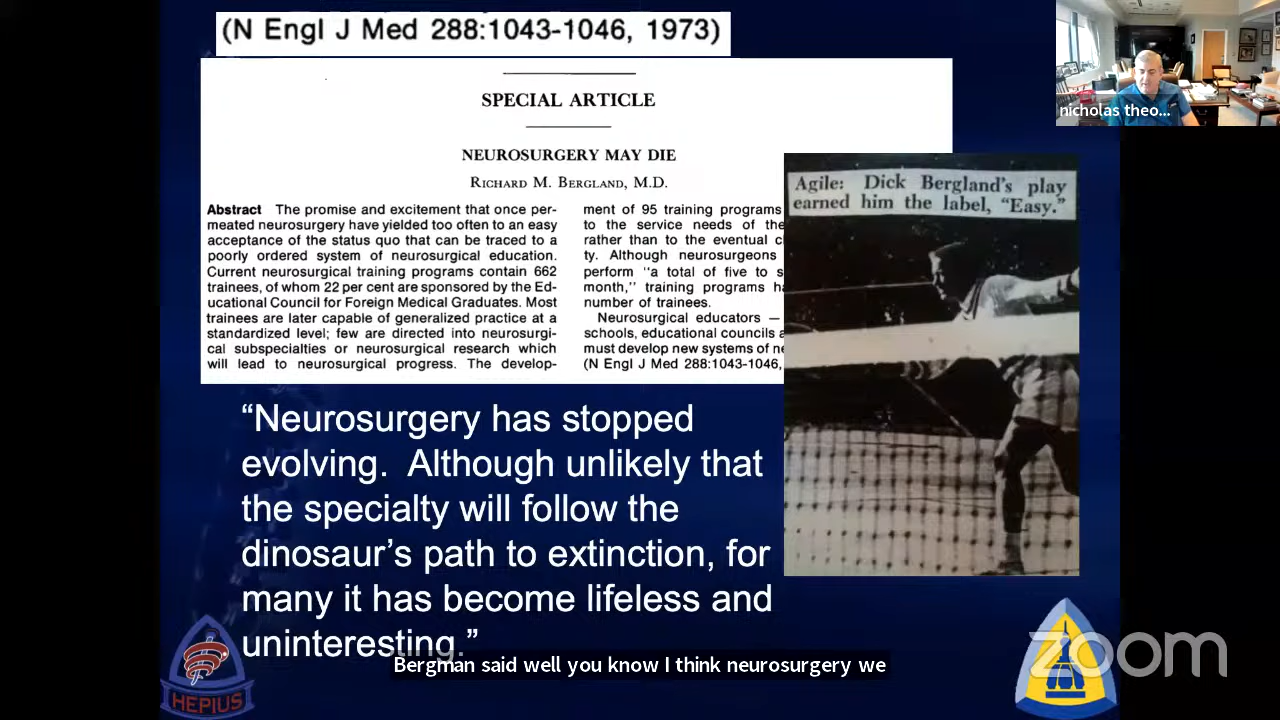 (N Engl J Med 288:1043-1046, 1973)
SPECIAL ARTICLE
NEUROSURGERY MAY DIE
RICHARD M. BERGLAND, M.D.
Abstract The promise and excitement that once per-
meated neurosurgery have yielded too often to an easy
acceptance of the status quo that can be traced to a
poorly ordered system of neurosurgical education.
Current neurosurgical training programs contain 662
trainees, of whom 22 per cent are sponsored by the Ed-
ucational Council for Foreign Medical Graduates. Most
trainees are later capable of generalized practice at a
standardized level; few are directed into neurosurgi-
cal subspecialties or neurosurgical research which
will lead to neurosurgical progress. The develop-
ment of 95 training programs
to the service needs of the
rather than to the eventual c
ty. Although neurosurgeons
perform "a total of five to s
month," training programs ha
number of trainees.
Neurosurgical educators —
schools, educational councils a
must develop new systems of ne
(N Engl J Med 288:1043-1046,
Agile: Dick Bergland's play
earned him the label, "Easy."
“Neurosurgery has stopped
evolving. Although unlikely that
the specialty will follow the
dinosaur’s path to extinction, for
many it has become lifeless and
uninteresting.”
Bergman said well you know I think neurosurgery we
nicholas theo...
HEPIUS
zoom